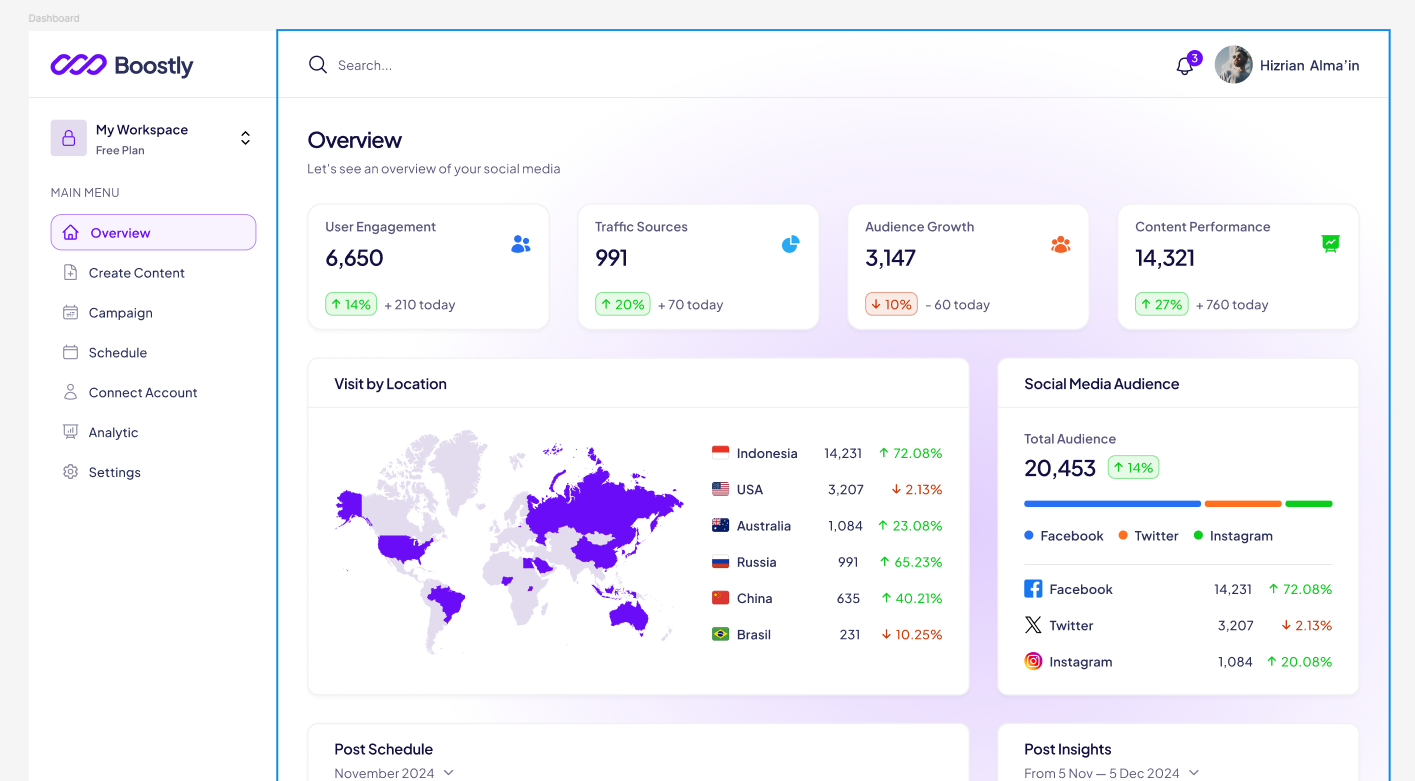 Dashboard
Boostly
Search...
3
Hizrian Alma'in
My Workspace
Free Plan
MAIN MENU
Overview
Create Content
Campaign
Schedule
Connect Account
Analytic
Settings
Overview
Let's see an overview of your social media
User Engagement
6,650
↑ 14% + 210 today
Traffic Sources
991
↑ 20% + 70 today
Audience Growth
3,147
↓ 10% - 60 today
Content Performance
14,321
↑ 27% + 760 today
Visit by Location
Indonesia 14,231 ↑ 72.08%
USA 3,207 ↓ 2.13%
Australia 1,084 ↑ 23.08%
Russia 991 ↑ 65.23%
China 635 ↑ 40.21%
Brasil 231 ↓ 10.25%
Social Media Audience
Total Audience
20,453 ↑ 14%
Facebook Twitter Instagram
Facebook 14,231 ↑ 72.08%
Twitter 3,207 ↓ 2.13%
Instagram 1,084 ↑ 20.08%
Post Schedule
November 2024
Post Insights
From 5 Nov — 5 Dec 2024